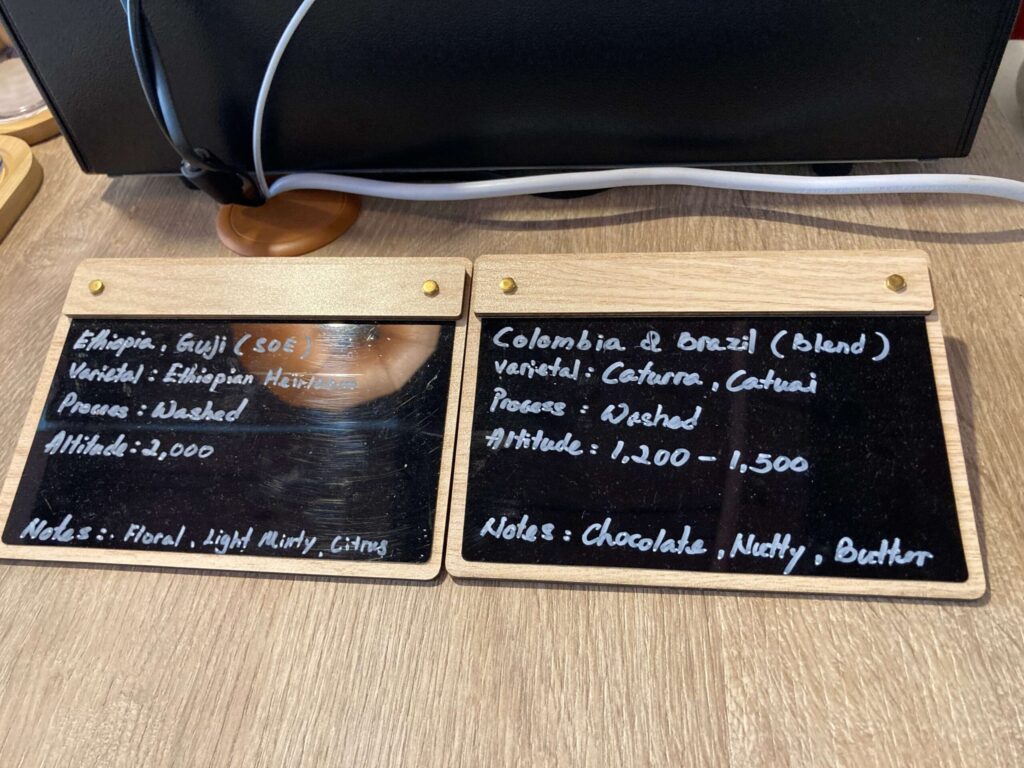 Ethiopia, Guji (SOE)
Varietal: Ethiopian Heirloom
Process: Washed
Altitude: 2,000
Notes: Floral, Light Minty, Citrus
Colombia & Brazil (Blend)
Varietal: Caturra, Catuai
Process: Washed
Altitude: 1,200 - 1,500
Notes: Chocolate, Nutty, Butter